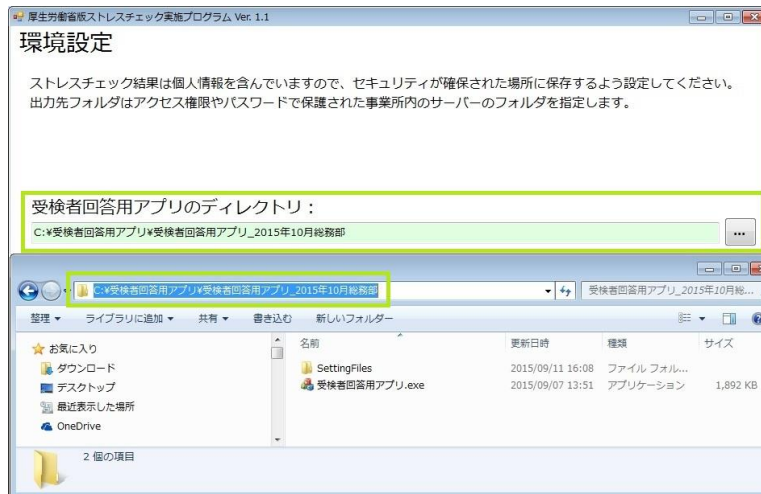 厚生労働省版ストレスチェック実施プログラム Ver. 1.1
環境設定
ストレスチェック結果は個人情報を含んでいますので、セキュリティが確保された場所に保存するよう設定してください。
出力先フォルダはアクセス権限やパスワードで保護された事業所内のサーバーのフォルダを指定します。
受検者回答用アプリのディレクトリ：
C:¥受検者回答用アプリ¥受検者回答用アプリ_2015年10月総務部
...
C:¥受検者回答用アプリ¥受検者回答用アプリ_2015年10月総務部
受検者回答用アプリ_2015年10月総...
整理 ライブラリに追加 共有 書き込む 新しいフォルダー
お気に入り
ダウンロード
デスクトップ
最近表示した場所
OneDrive
名前 更新日時 種類 サイズ
SettingFiles 2015/09/11 16:08 ファイル フォル...
受検者回答用アプリ.exe 2015/09/07 13:51 アプリケーション 1,892 KB
2 個の項目